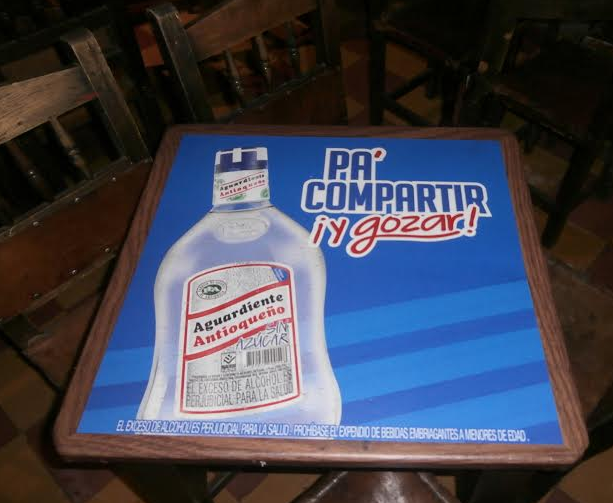 PA'
COMPARTIR
¡y gozar!
Aguardiente
Antioqueño
Aguardiente
Antioqueño
SIN
AZÚCAR
EL EXCESO DE ALCOHOL ES
PERJUDICIAL PARA LA SALUD
EL EXCESO DE ALCOHOL ES PERJUDICIAL PARA LA SALUD. PROHÍBASE EL EXPENDIO DE BEBIDAS EMBRIAGANTES A MENORES DE EDAD.